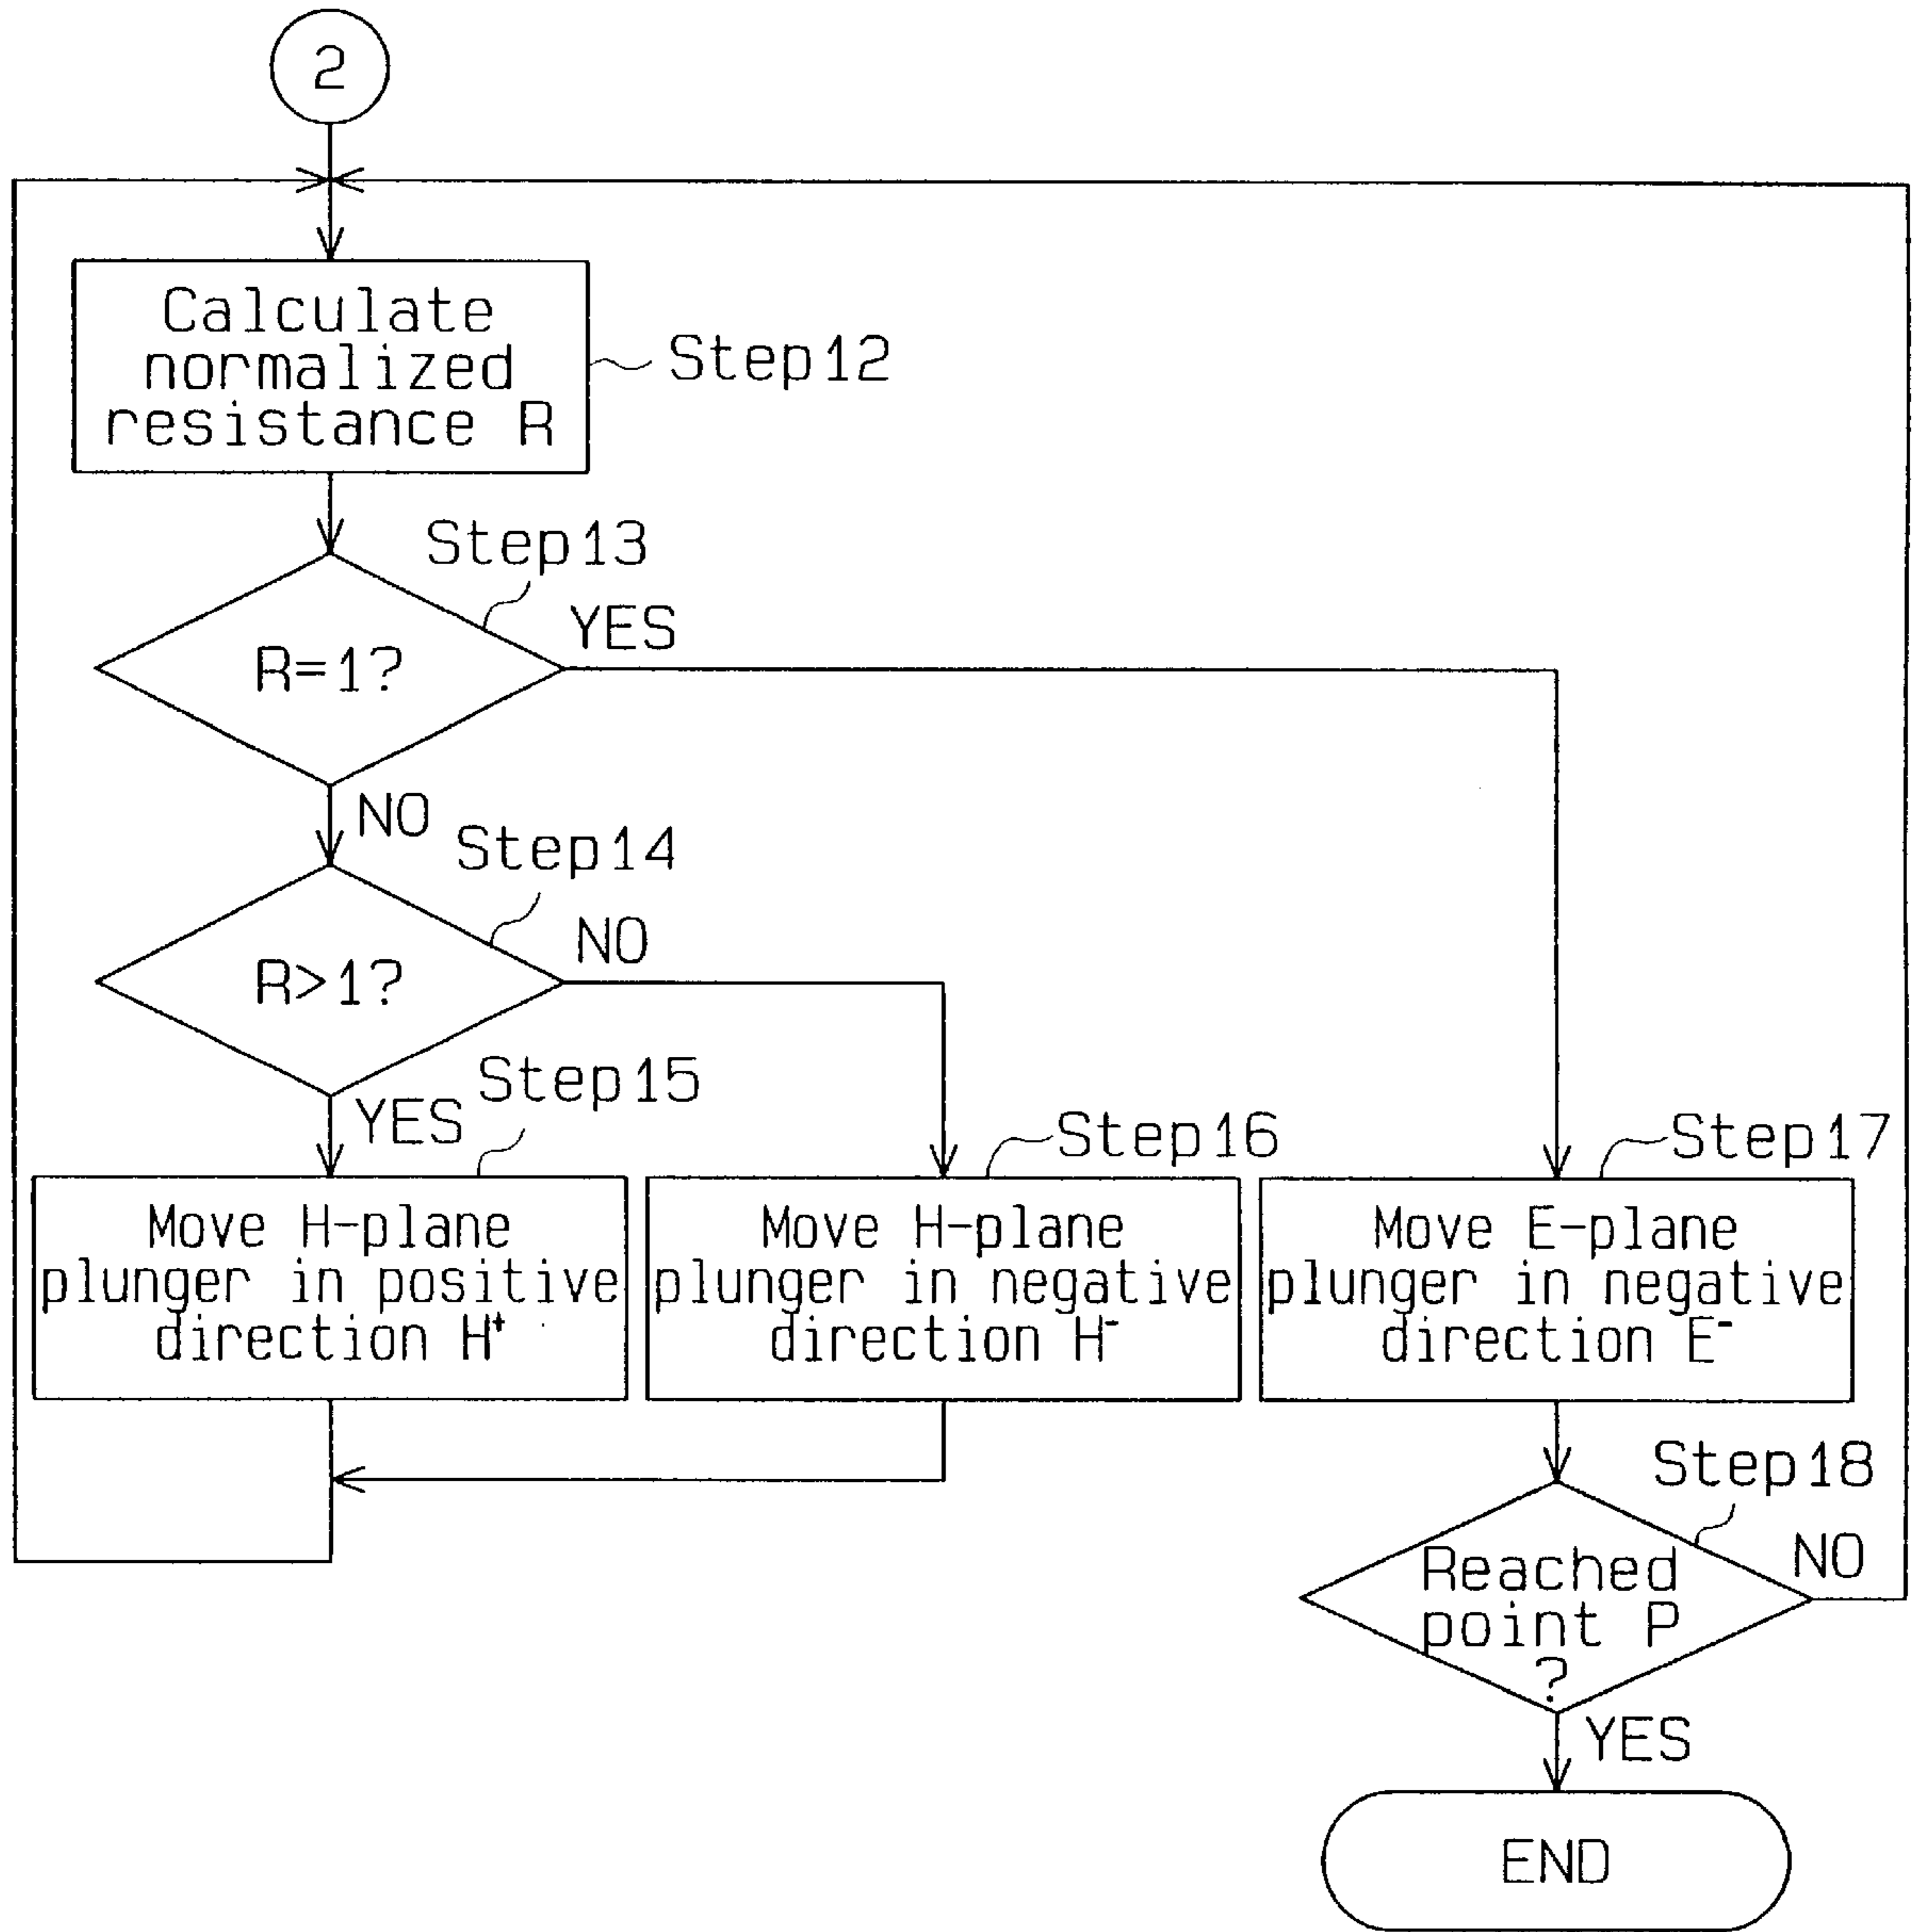 2
Calculate
normalized
resistance R
Step12
Step13
YES
R=1?
NO
Step14
NO
R>1?
Step15
YES
Step16
Step17
Move H-plane
plunger in positive
direction H⁺
Move H-plane
plunger in negative
direction H⁻
Move E-plane
plunger in negative
direction E⁻
Step18
NO
Reached
point P
?
YES
END